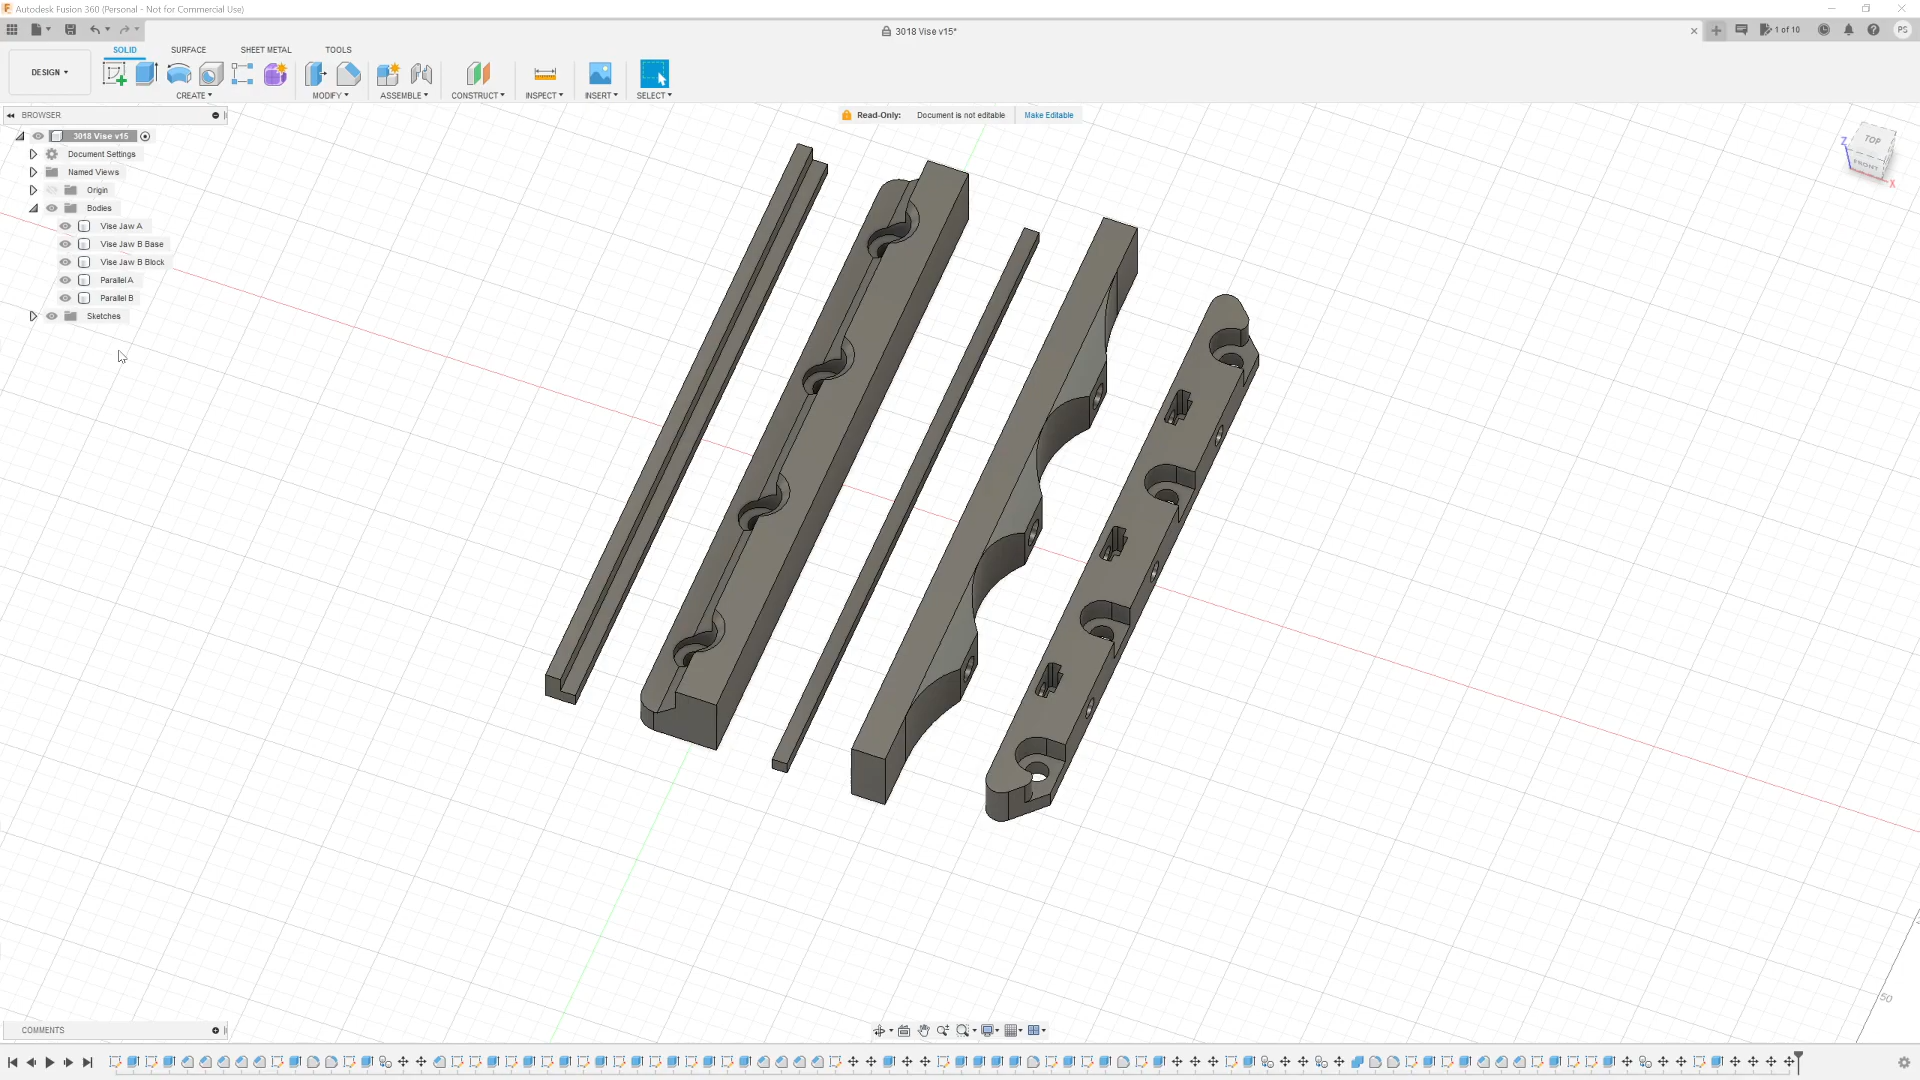 Autodesk Fusion 360 (Personal - Not for Commercial Use)
3018 Vise v15*
1 of 10
PS
SOLID SURFACE SHEET METAL TOOLS
DESIGN
CREATE MODIFY ASSEMBLE CONSTRUCT INSPECT INSERT SELECT
BROWSER
Read-Only: Document is not editable Make Editable
3018 Vise v15
Document Settings
Named Views
Origin
Bodies
Vise Jaw A
Vise Jaw B Base
Vise Jaw B Block
Parallel A
Parallel B
Sketches
TOP
FRONT
Z
X
50
COMMENTS